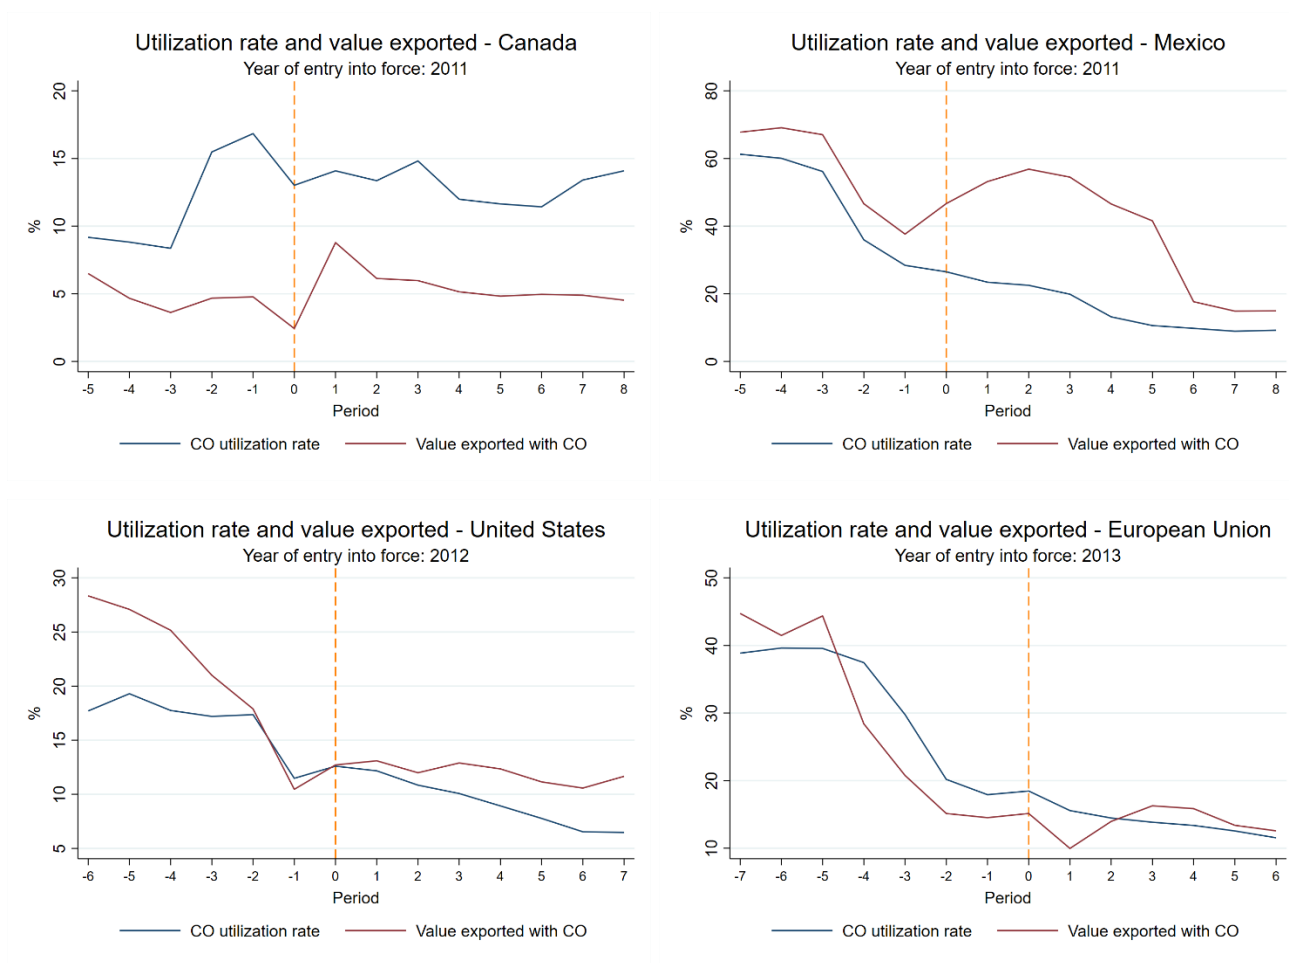 Utilization rate and value exported - Canada
Year of entry into force: 2011
20
15
10
5
0
%
-5 -4 -3 -2 -1 0 1 2 3 4 5 6 7 8
Period
CO utilization rate Value exported with CO
Utilization rate and value exported - Mexico
Year of entry into force: 2011
80
60
40
20
0
%
-5 -4 -3 -2 -1 0 1 2 3 4 5 6 7 8
Period
CO utilization rate Value exported with CO
Utilization rate and value exported - United States
Year of entry into force: 2012
30
25
20
15
10
5
%
-6 -5 -4 -3 -2 -1 0 1 2 3 4 5 6 7
Period
CO utilization rate Value exported with CO
Utilization rate and value exported - European Union
Year of entry into force: 2013
50
40
30
20
10
%
-7 -6 -5 -4 -3 -2 -1 0 1 2 3 4 5 6
Period
CO utilization rate Value exported with CO